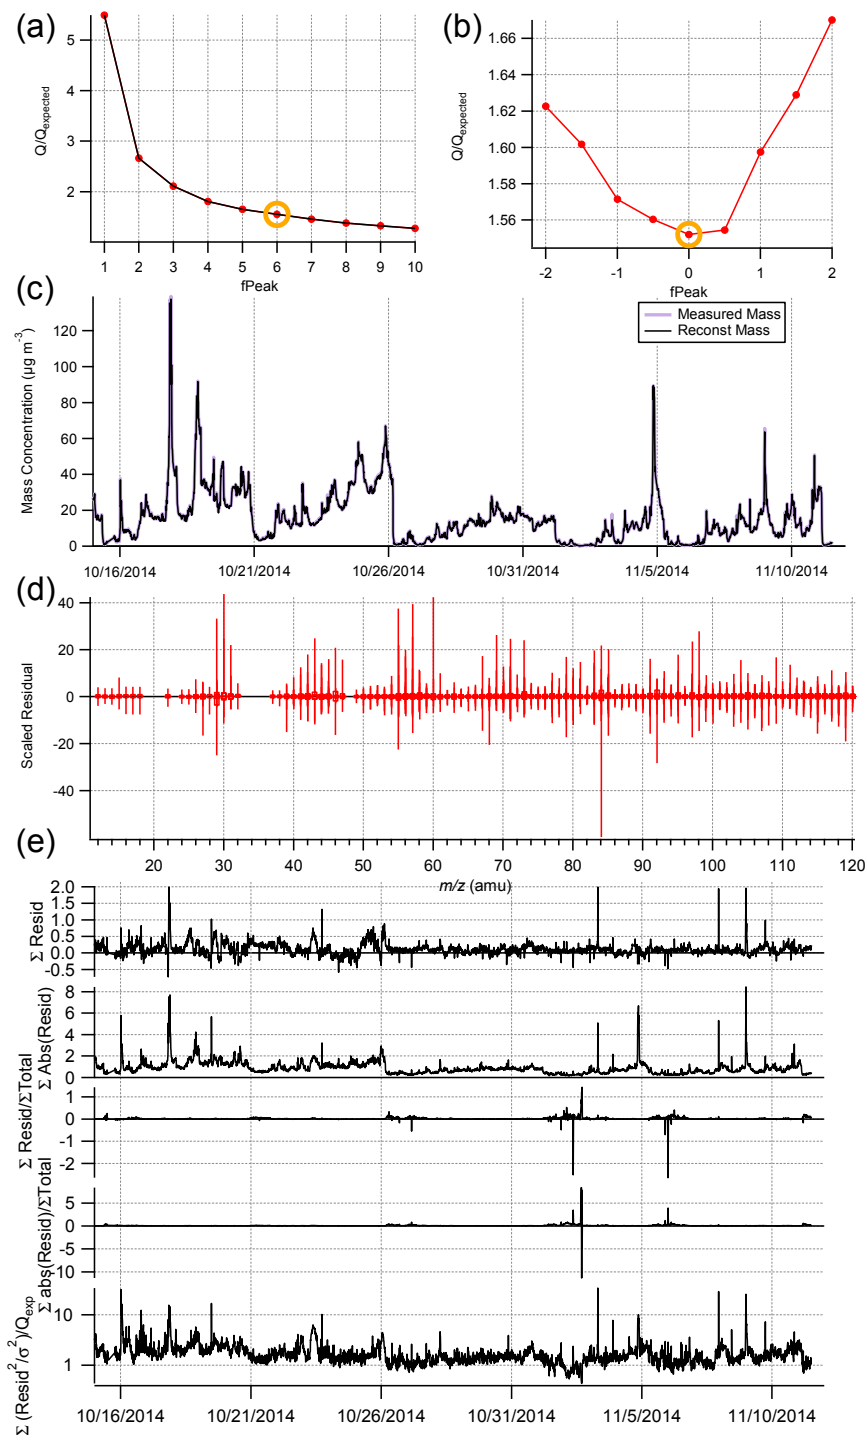 (a)
5
4
3
2
Q/Qexpected
1 2 3 4 5 6 7 8 9 10
fPeak
(b)
1.66
1.64
1.62
1.60
1.58
1.56
Q/Qexpected
-2 -1 0 1 2
fPeak
(c)
Measured Mass
Reconst Mass
120
100
80
60
40
20
0
Mass Concentration (µg m-3)
10/16/2014 10/21/2014 10/26/2014 10/31/2014 11/5/2014 11/10/2014
(d)
40
20
0
-20
-40
Scaled Residual
20 30 40 50 60 70 80 90 100 110 120
m/z (amu)
(e)
2.0
1.5
1.0
0.5
0.0
-0.5
Σ Resid
8
6
4
2
0
Σ Abs(Resid)
1
0
-1
-2
Σ Resid/ΣTotal
5
0
-5
-10
Σ abs(Resid)/ΣTotal
10
1
Σ (Resid²/σ²)/Qexp
10/16/2014 10/21/2014 10/26/2014 10/31/2014 11/5/2014 11/10/2014